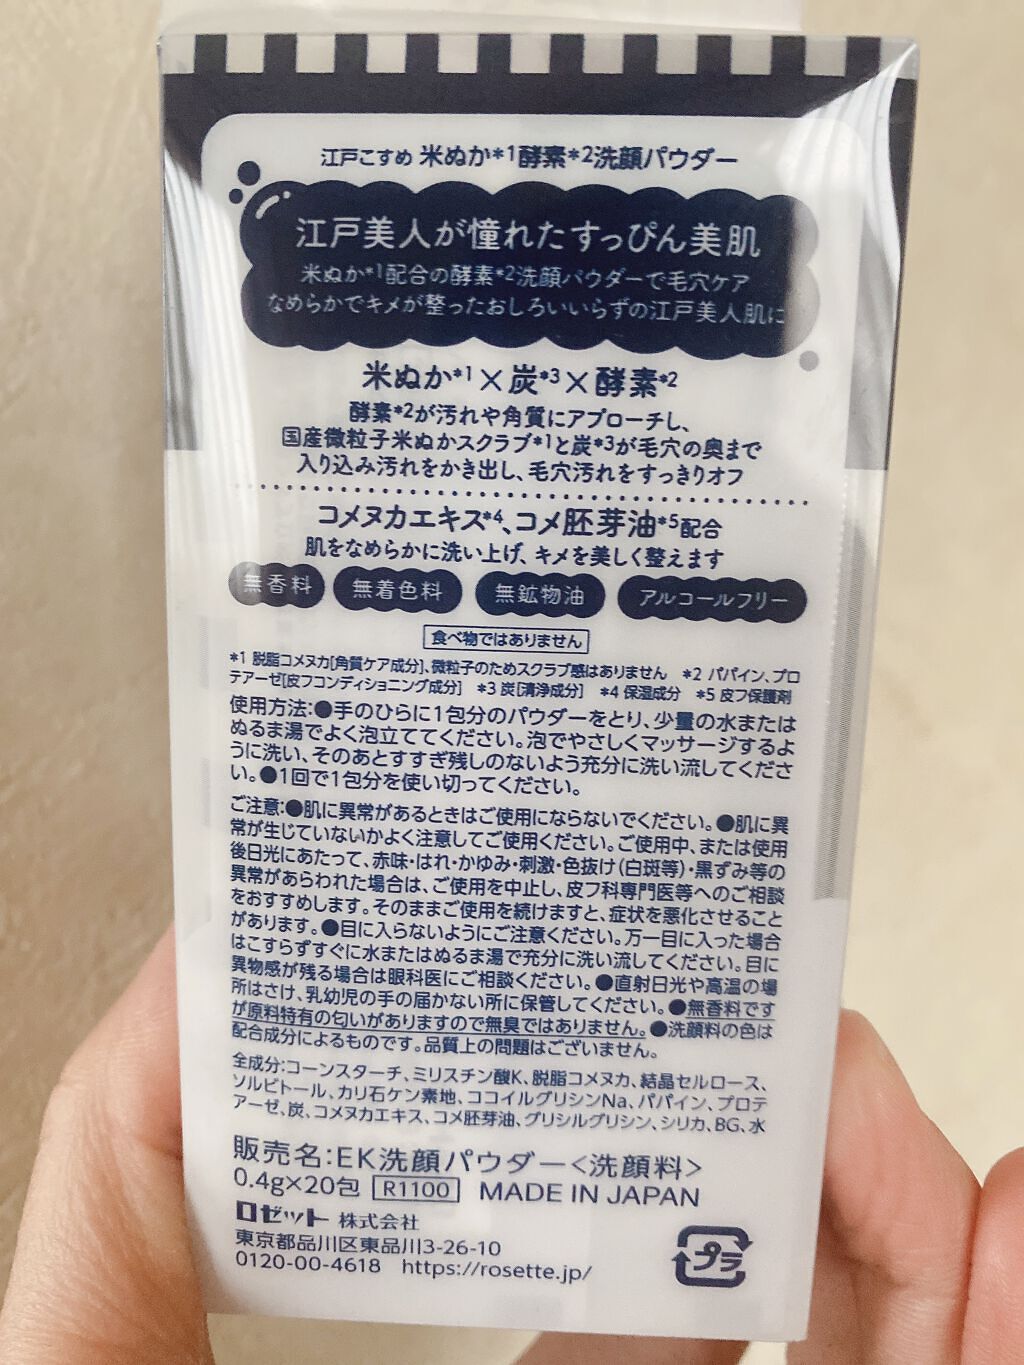 江戸こすめ 米ぬか*1酵素*2洗顔パウダー
江戸美人が憧れたすっぴん美肌
米ぬか*1配合の酵素*2洗顔パウダーで毛穴ケア
なめらかでキメが整ったおしろいいらずの江戸美人肌に
米ぬか*1×炭*3×酵素*2
酵素*2が汚れや角質にアプローチし、
国産微粒子米ぬかスクラブ*1と炭*3が毛穴の奥まで
入り込み汚れをかき出し、毛穴汚れをすっきりオフ
コメヌカエキス*4、コメ胚芽油*5配合
肌をなめらかに洗い上げ、キメを美しく整えます
無香料 無着色料 無鉱物油 アルコールフリー
食べ物ではありません
*1 脱脂コメヌカ[角質ケア成分]、微粒子のためスクラブ感はありません *2 パパイン、プロ
テアーゼ[皮フコンディショニング成分] *3 炭[清浄成分] *4 保湿成分 *5 皮フ保護剤
使用方法:●手のひらに1包分のパウダーをとり、少量の水または
ぬるま湯でよく泡立ててください。泡でやさしくマッサージするよ
うに洗い、そのあとすすぎ残しのないよう充分に洗い流してくださ
い。●1回で1包分を使い切ってください。
ご注意:●肌に異常があるときはご使用にならないでください。●肌に異
常が生じていないかよく注意してご使用ください。ご使用中、または使用
後日光にあたって、赤味・はれ・かゆみ・刺激・色抜け(白斑等)・黒ずみ等の
異常があらわれた場合は、ご使用を中止し、皮フ科専門医等へのご相談
をおすすめします。そのままご使用を続けますと、症状を悪化させること
があります。●目に入らないようにご注意ください。万一目に入った場合
はこすらずすぐに水またはぬるま湯で充分に洗い流してください。目に
異物感が残る場合は眼科医にご相談ください。●直射日光や高温の場
所はさけ、乳幼児の手の届かない所に保管してください。●無香料です
が原料特有の匂いがありますので無臭ではありません。●洗顔料の色は
配合成分によるものです。品質上の問題はございません。
全成分:コーンスターチ、ミリスチン酸K、脱脂コメヌカ、結晶セルロース、
ソルビトール、カリ石ケン素地、ココイルグリシンNa、パパイン、プロテ
アーゼ、炭、コメヌカエキス、コメ胚芽油、グリシルグリシン、シリカ、BG、水
販売名:EK洗顔パウダー<洗顔料>
0.4g×20包 R1100 MADE IN JAPAN
ロゼット 株式会社
東京都品川区東品川3-26-10
0120-00-4618 https://rosette.jp/
プラ